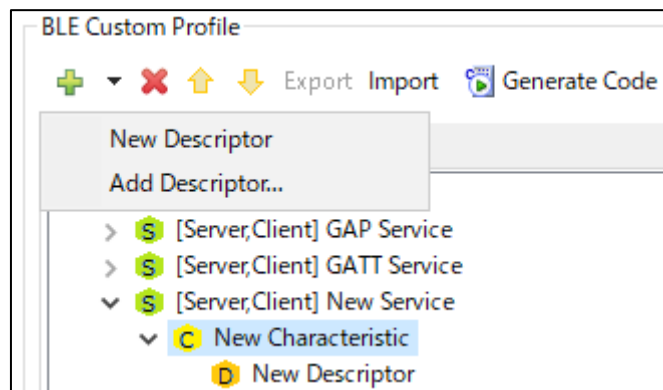 BLE Custom Profile
Export Import Generate Code
New Descriptor
Add Descriptor...
S [Server,Client] GAP Service
S [Server,Client] GATT Service
S [Server,Client] New Service
C New Characteristic
D New Descriptor